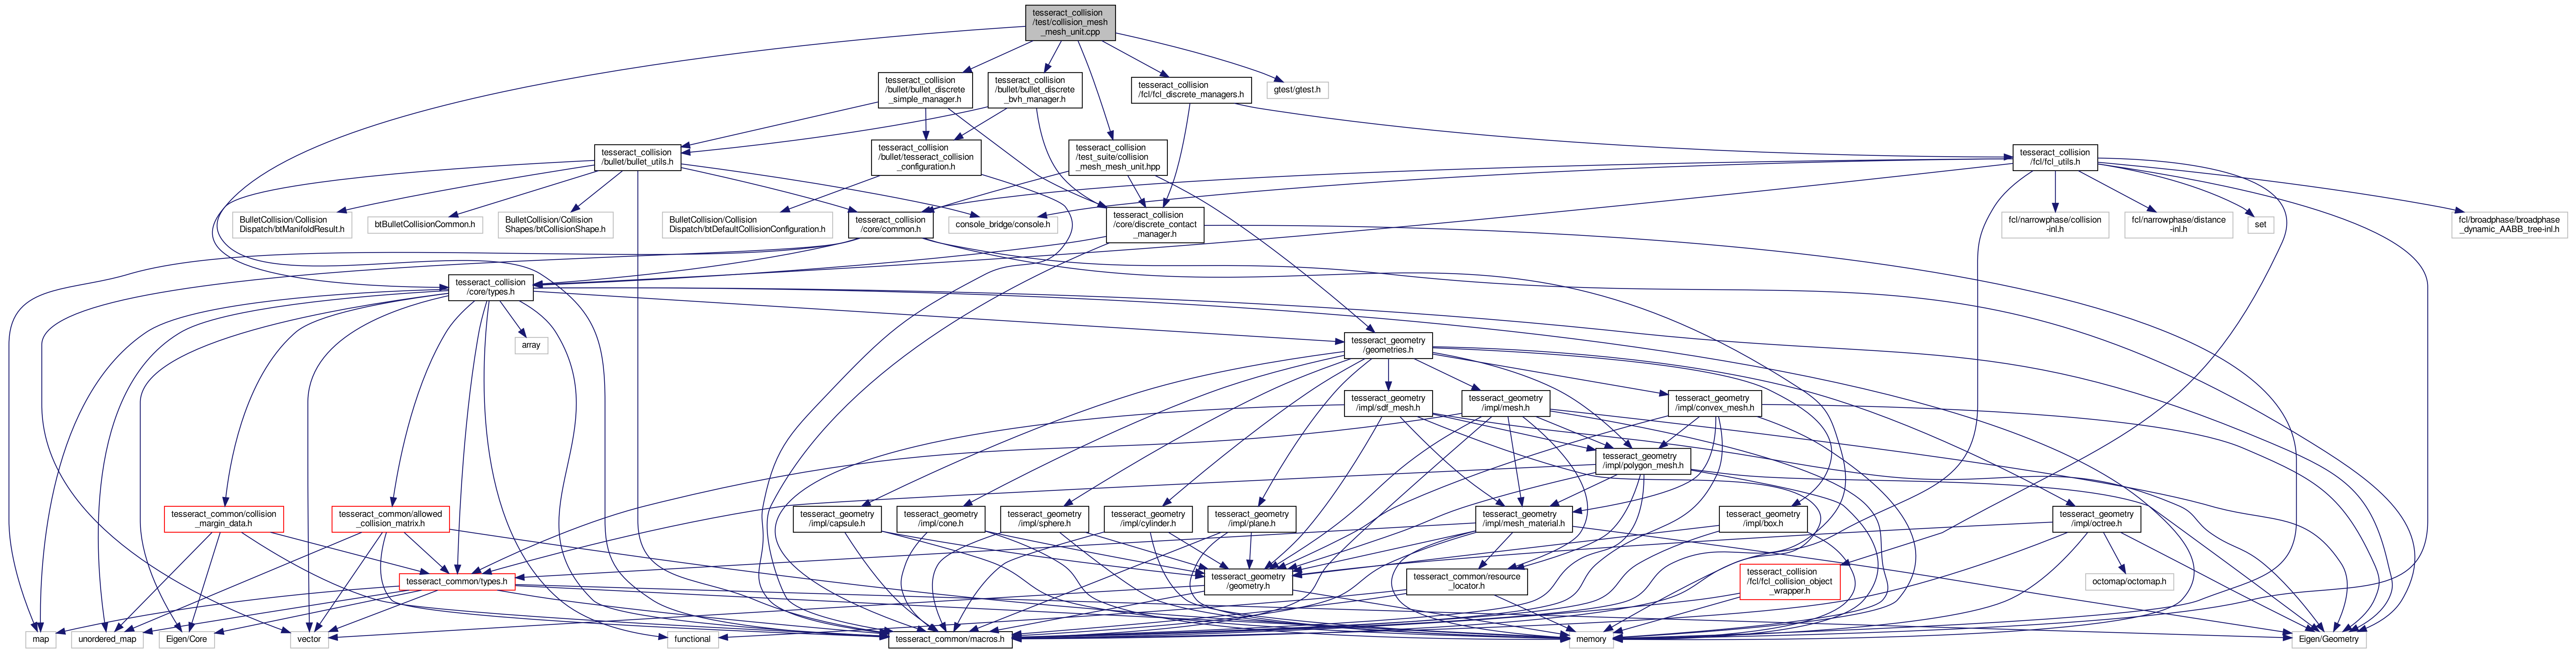 tesseract_collision
/test/collision_mesh
_mesh_unit.cpp
tesseract_collision
/bullet/bullet_discrete
_simple_manager.h
tesseract_collision
/bullet/bullet_discrete
_bvh_manager.h
tesseract_collision
/fcl/fcl_discrete_managers.h
gtest/gtest.h
tesseract_collision
/bullet/bullet_utils.h
tesseract_collision
/bullet/tesseract_collision
_configuration.h
tesseract_collision
/test_suite/collision
_mesh_mesh_unit.hpp
tesseract_collision
/fcl/fcl_utils.h
BulletCollision/Collision
Dispatch/btManifoldResult.h
btBulletCollisionCommon.h
BulletCollision/Collision
Shapes/btCollisionShape.h
BulletCollision/Collision
Dispatch/btDefaultCollisionConfiguration.h
tesseract_collision
/core/common.h
console_bridge/console.h
tesseract_collision
/core/discrete_contact
_manager.h
fcl/narrowphase/collision
-inl.h
fcl/narrowphase/distance
-inl.h
set
fcl/broadphase/broadphase
_dynamic_AABB_tree-inl.h
tesseract_collision
/core/types.h
array
tesseract_geometry
/geometries.h
tesseract_geometry
/impl/sdf_mesh.h
tesseract_geometry
/impl/mesh.h
tesseract_geometry
/impl/convex_mesh.h
tesseract_geometry
/impl/polygon_mesh.h
tesseract_common/collision
_margin_data.h
tesseract_common/allowed
_collision_matrix.h
tesseract_geometry
/impl/capsule.h
tesseract_geometry
/impl/cone.h
tesseract_geometry
/impl/sphere.h
tesseract_geometry
/impl/cylinder.h
tesseract_geometry
/impl/plane.h
tesseract_geometry
/impl/mesh_material.h
tesseract_geometry
/impl/box.h
tesseract_geometry
/impl/octree.h
tesseract_common/types.h
tesseract_geometry
/geometry.h
tesseract_common/resource
_locator.h
tesseract_collision
/fcl/fcl_collision_object
_wrapper.h
octomap/octomap.h
map
unordered_map
Eigen/Core
vector
functional
tesseract_common/macros.h
memory
Eigen/Geometry